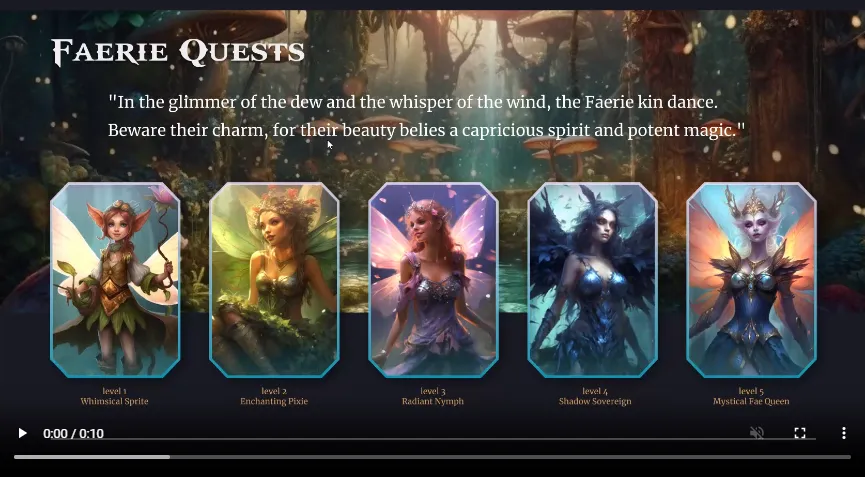 Faerie Quests
"In the glimmer of the dew and the whisper of the wind, the Faerie kin dance.
Beware their charm, for their beauty belies a capricious spirit and potent magic."
level 1
Whimsical Sprite
level 2
Enchanting Pixie
level 3
Radiant Nymph
level 4
Shadow Sovereign
level 5
Mystical Fae Queen
0:00 / 0:10